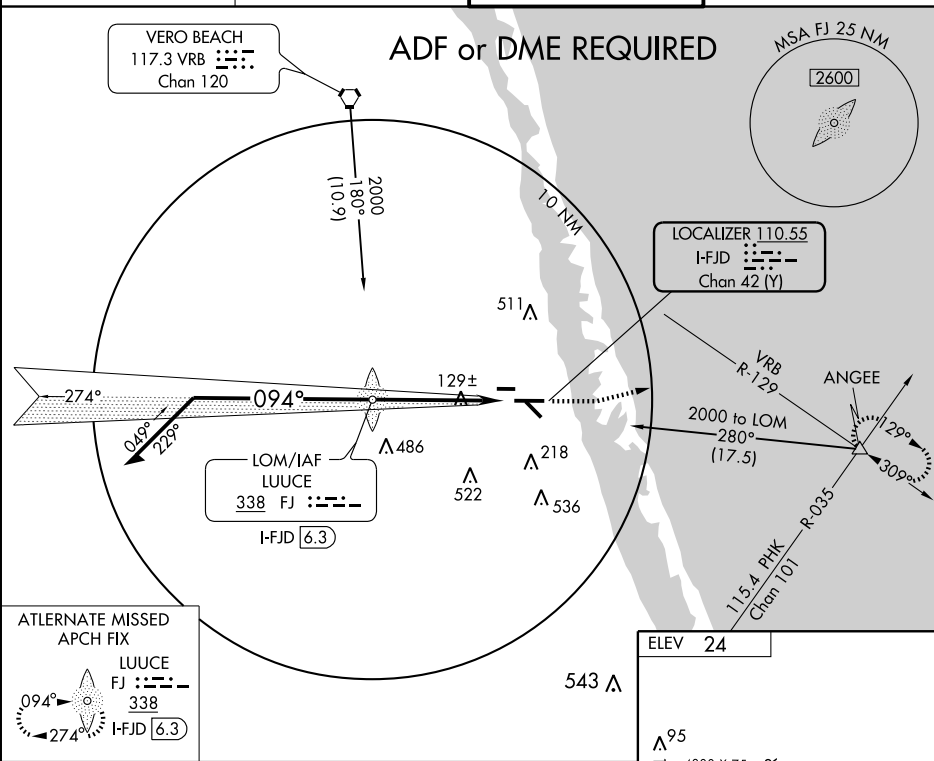 ADF or DME REQUIRED
VERO BEACH
117.3 VRB
Chan 120
MSA FJ 25 NM
2600
2000
180°
(10.9)
10 NM
LOCALIZER 110.55
I-FJD
Chan 42 (Y)
511
VRB
R-129
ANGEE
129°
309°
2000 to LOM
280°
(17.5)
R-035
115.4 PHK
Chan 101
129±
274°
094°
049°
229°
486
218
522
536
LOM/IAF
LUUCE
338 FJ
I-FJD 6.3
ATLERNATE MISSED
APCH FIX
LUUCE
FJ
338
I-FJD 6.3
094°
274°
543
ELEV 24
95